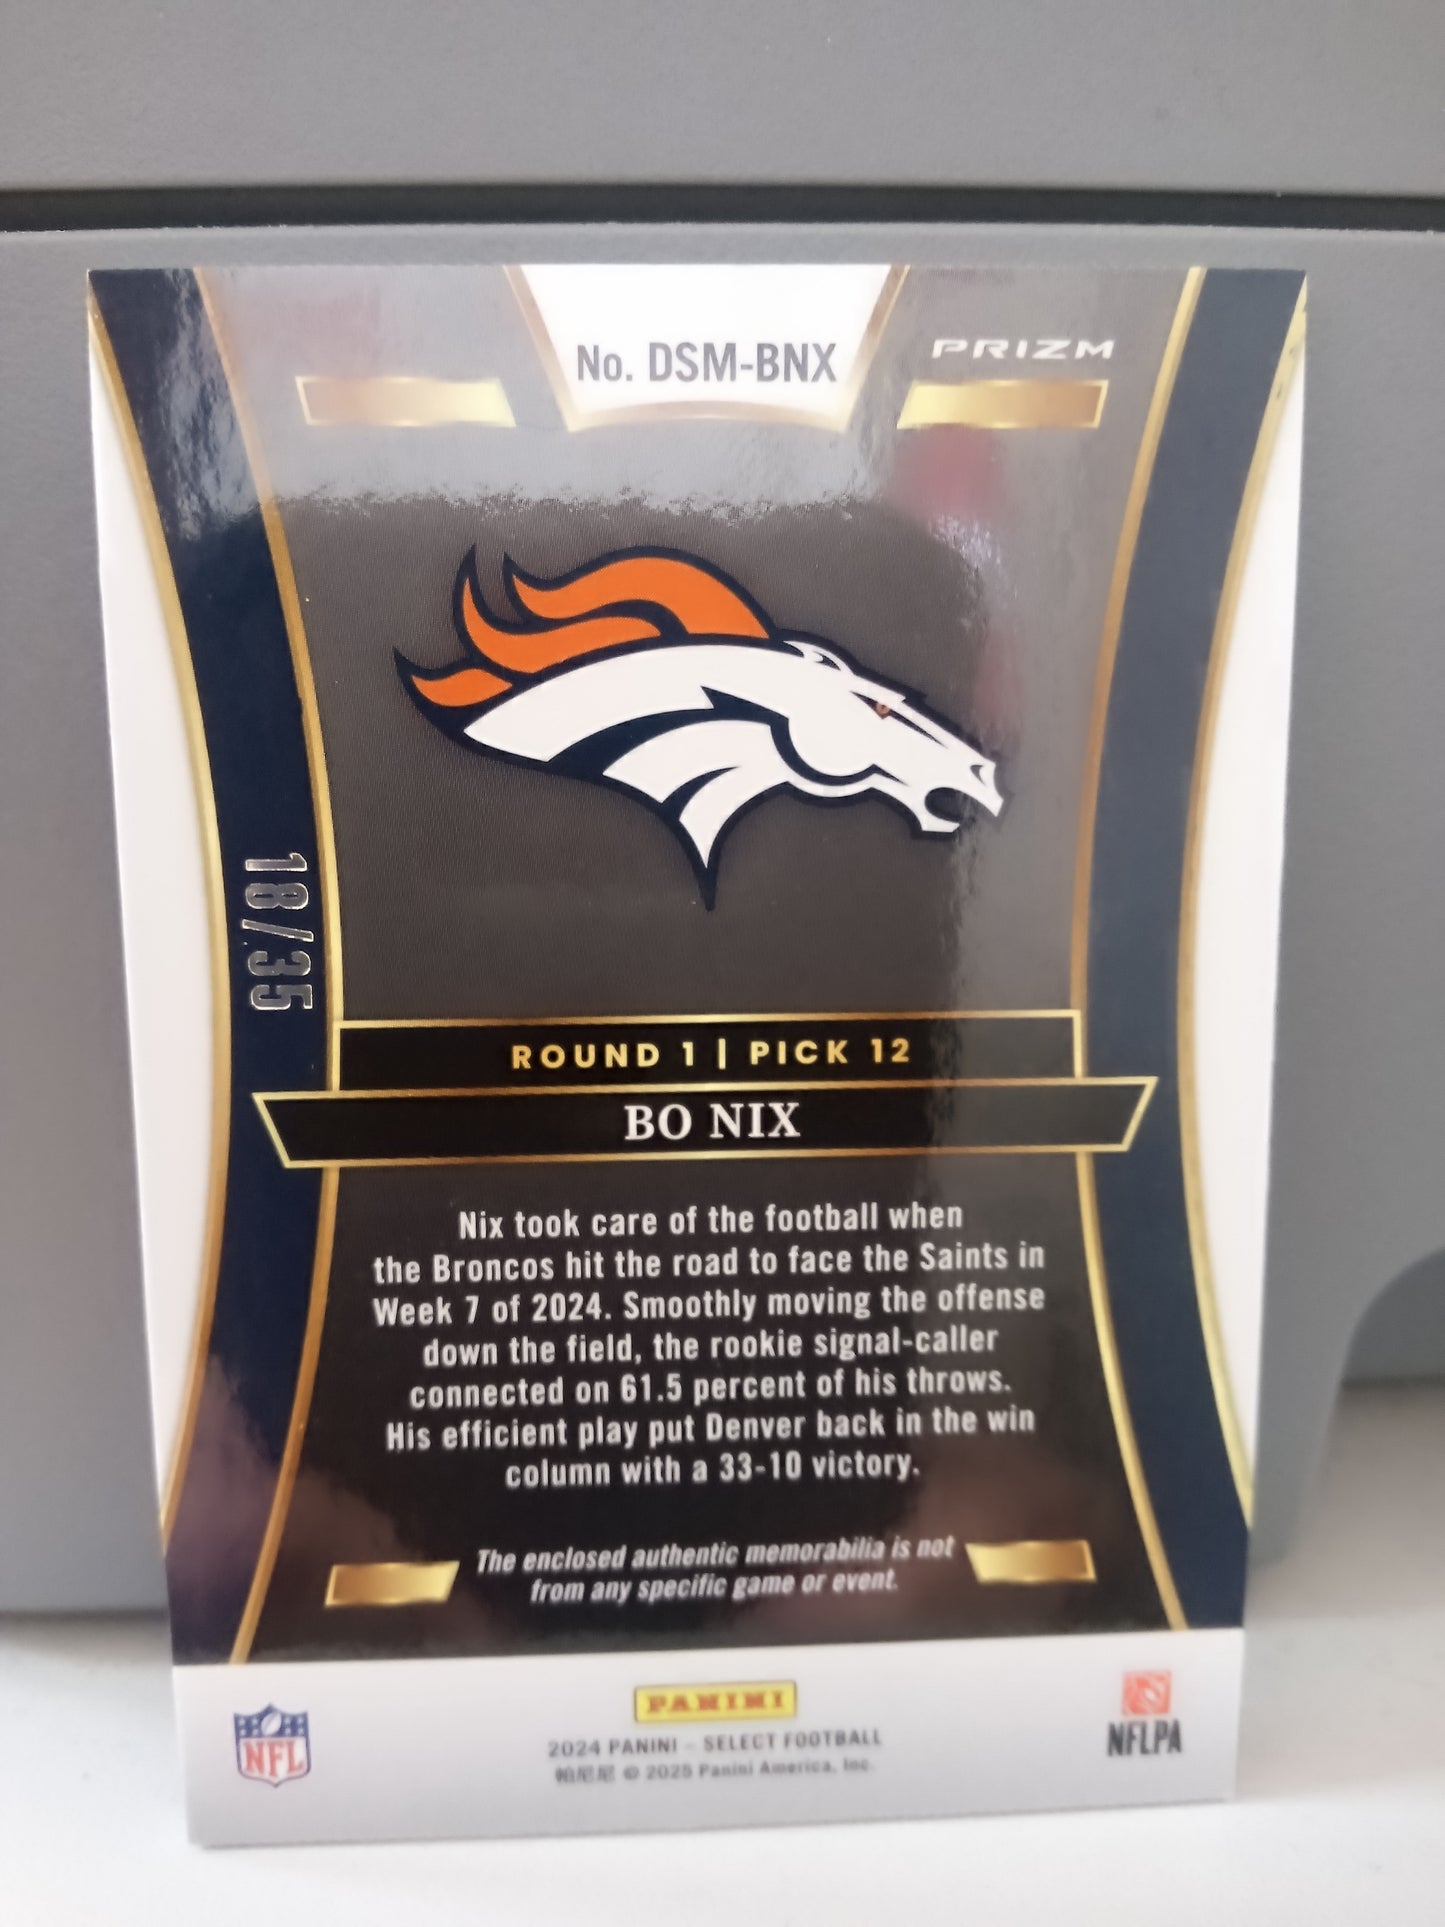 No. DSM-BNX
PRIZM
18/35
ROUND 1 | PICK 12
BO NIX
Nix took care of the football when
the Broncos hit the road to face the Saints in
Week 7 of 2024. Smoothly moving the offense
down the field, the rookie signal-caller
connected on 61.5 percent of his throws.
His efficient play put Denver back in the win
column with a 33-10 victory.
The enclosed authentic memorabilia is not
from any specific game or event.
PANINI
NFL
NFLPA
2024 PANINI – SELECT FOOTBALL
帕尼尼 © 2025 Panini America, Inc.